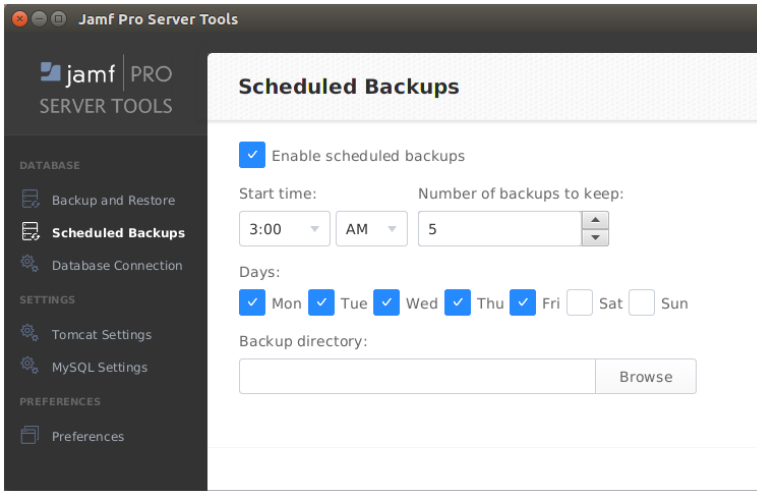 Jamf Pro Server Tools
jamf PRO
SERVER TOOLS
DATABASE
Backup and Restore
Scheduled Backups
Database Connection
SETTINGS
Tomcat Settings
MySQL Settings
PREFERENCES
Preferences
Scheduled Backups
Enable scheduled backups
Start time: Number of backups to keep:
3:00 AM 5
Days:
Mon Tue Wed Thu Fri Sat Sun
Backup directory:
Browse